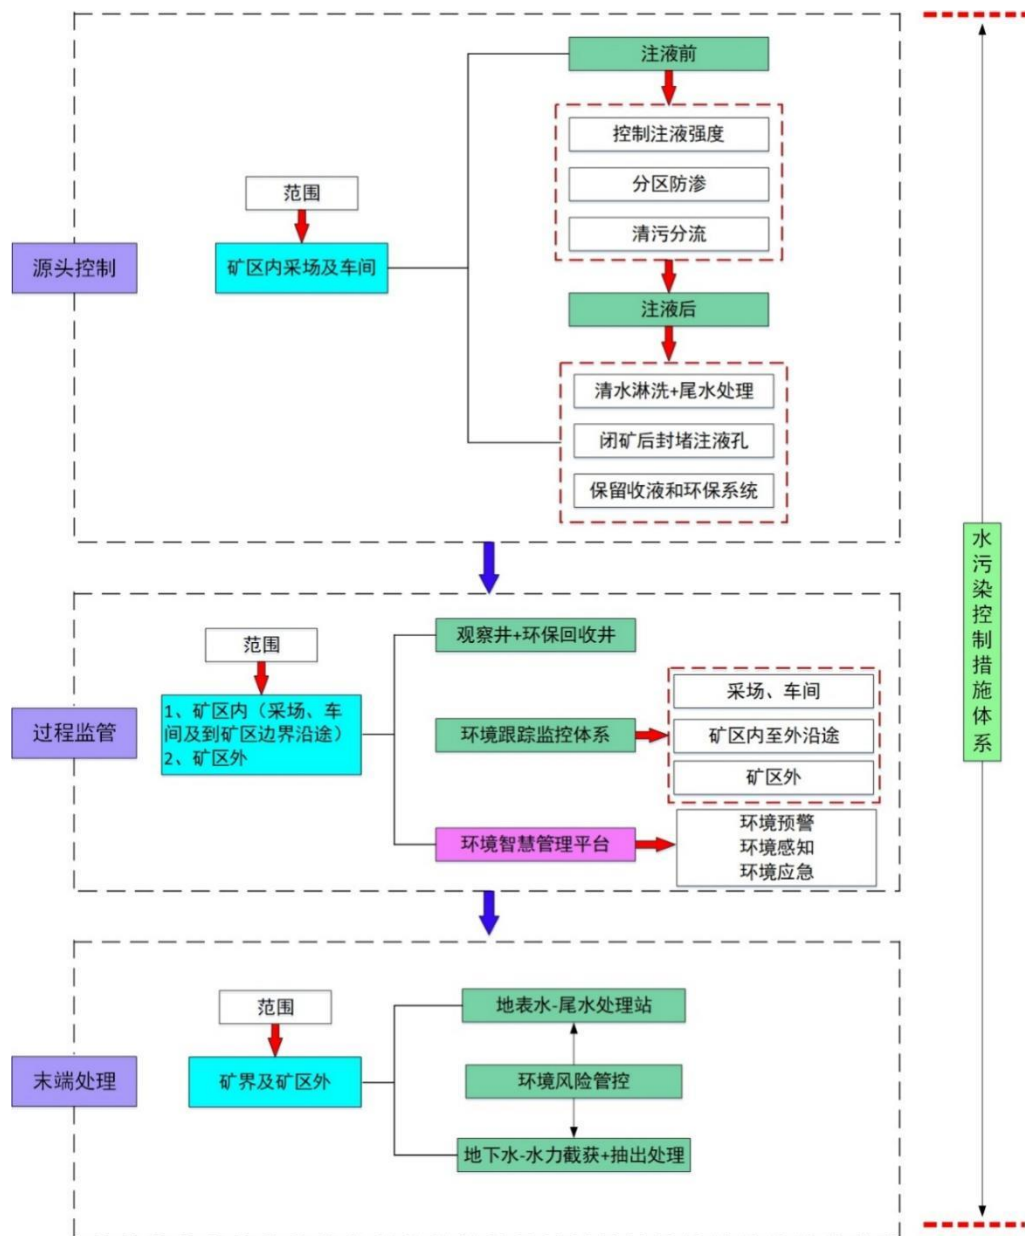 源头控制
范围
矿区内采场及车间
注液前
控制注液强度
分区防渗
清污分流
注液后
清水淋洗+尾水处理
闭矿后封堵注液孔
保留收液和环保系统
过程监管
范围
1、矿区内（采场、车
间及到矿区边界沿途）
2、矿区外
观察井+环保回收井
环境跟踪监控体系
采场、车间
矿区内至外沿途
矿区外
环境智慧管理平台
环境预警
环境感知
环境应急
末端处理
范围
矿界及矿区外
地表水-尾水处理站
环境风险管控
地下水-水力截获+抽出处理
水污染控制措施体系